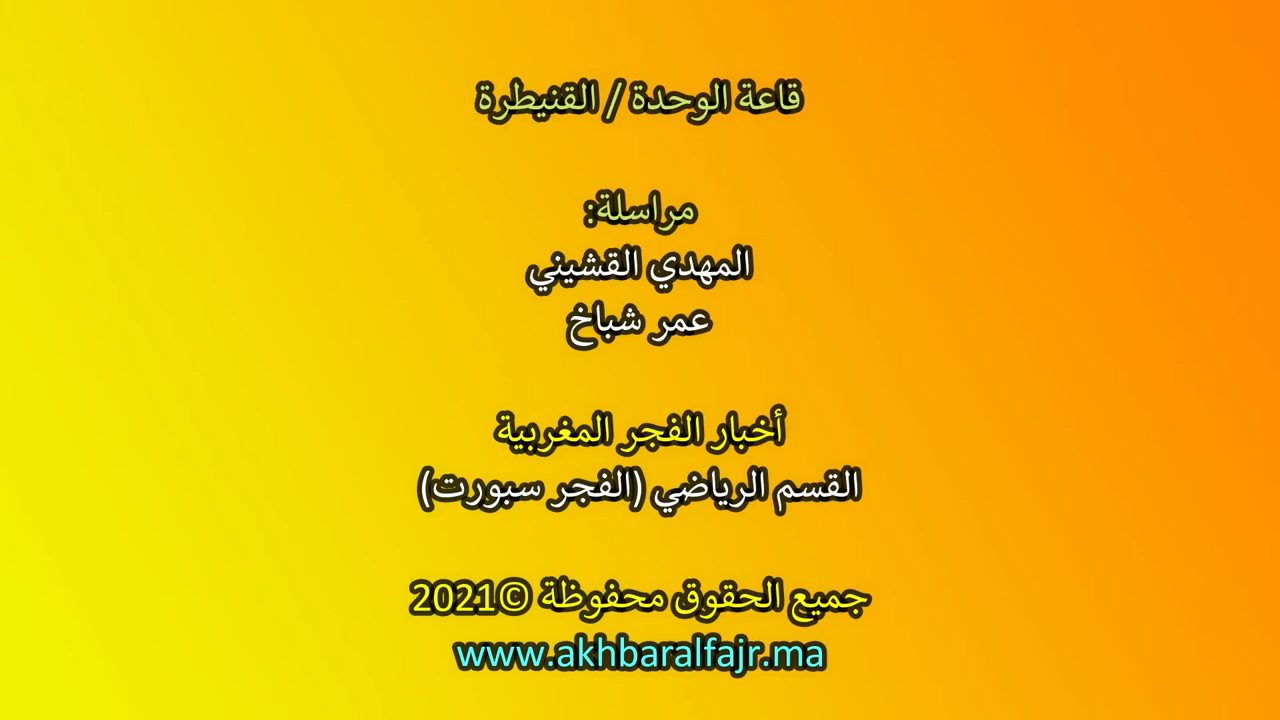 قاعة الوحدة / القنيطرة
مراسلة:
المهدي القشيني
عمر شباخ
أخبار الفجر المغربية
القسم الرياضي (الفجر سبورت)
جميع الحقوق محفوظة ©2021
www.akhbaralfajr.ma